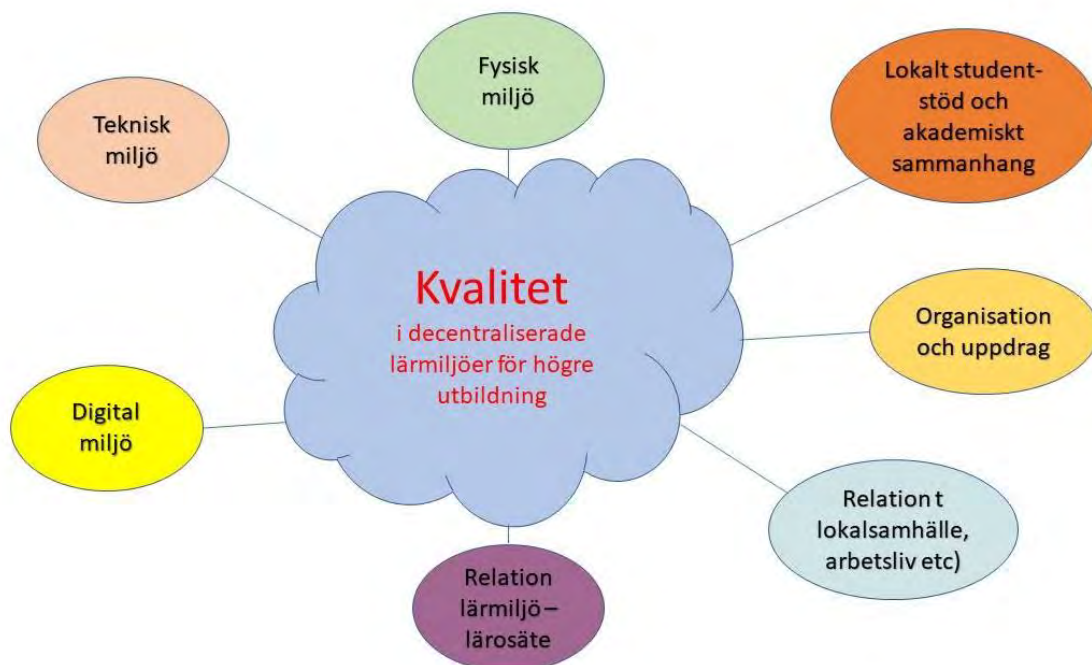 Fysisk
miljö
Lokalt student-
stöd och
akademiskt
sammanhang
Teknisk
miljö
Kvalitet
i decentraliserade
lärmiljöer för högre
utbildning
Organisation
och uppdrag
Digital
miljö
Relation t
lokalsamhälle,
arbetsliv etc)
Relation
lärmiljö –
lärosäte